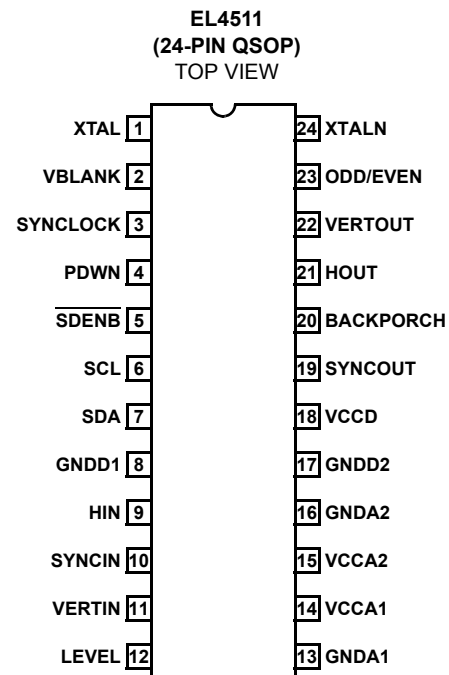 EL4511
(24-PIN QSOP)
TOP VIEW
XTAL 1
24 XTALN
VBLANK 2
23 ODD/EVEN
SYNCLOCK 3
22 VERTOUT
PDWN 4
21 HOUT
SDENB 5
20 BACKPORCH
SCL 6
19 SYNCOUT
SDA 7
18 VCCD
GNDD1 8
17 GNDD2
HIN 9
16 GNDA2
SYNCIN 10
15 VCCA2
VERTIN 11
14 VCCA1
LEVEL 12
13 GNDA1